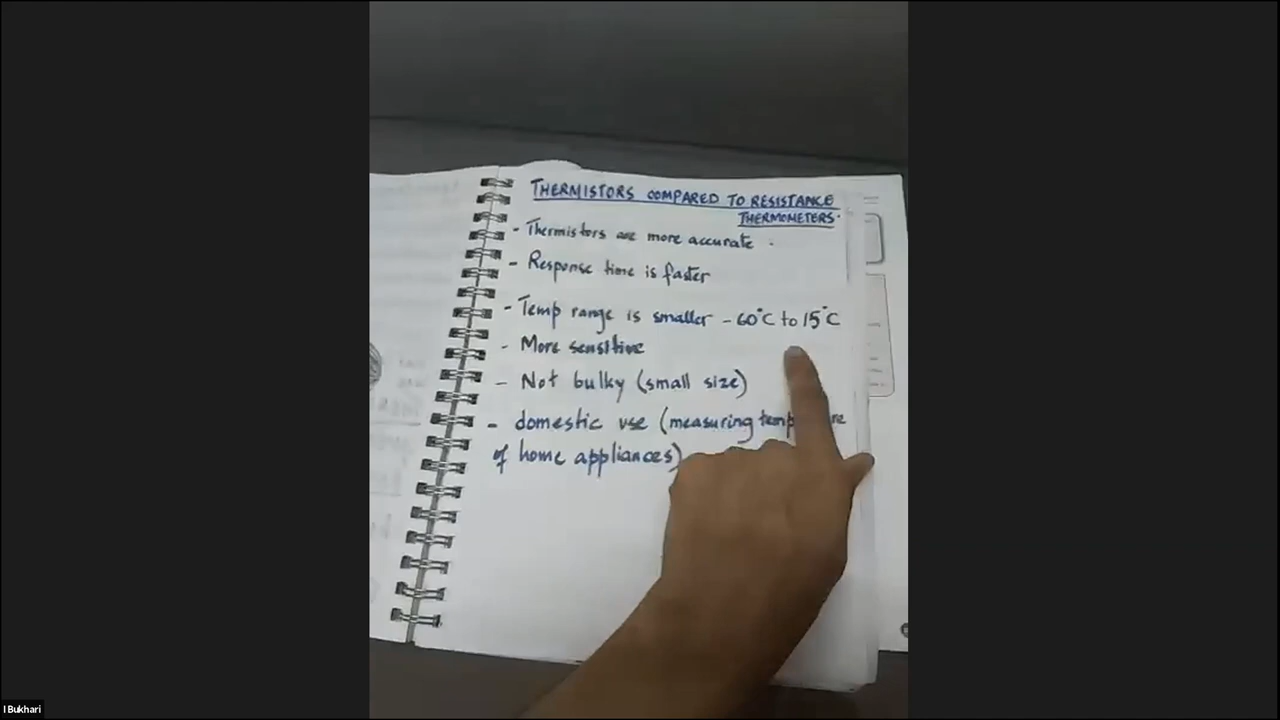 THERMISTORS COMPARED TO RESISTANCE
THERMOMETERS.
- Thermistors are more accurate.
- Response time is faster
- Temp range is smaller -60°C to 15°C
- More sensitive
- Not bulky (small size)
- domestic use (measuring temp re
of home appliances)
I Bukhari